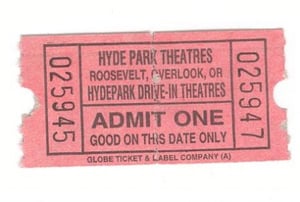 025945
HYDE PARK THEATRES
ROOSEVELT, OVERLOOK, OR
HYDEPARK DRIVE-IN THEATRES
ADMIT ONE
GOOD ON THIS DATE ONLY
025947
GLOBE TICKET & LABEL COMPANY (A)